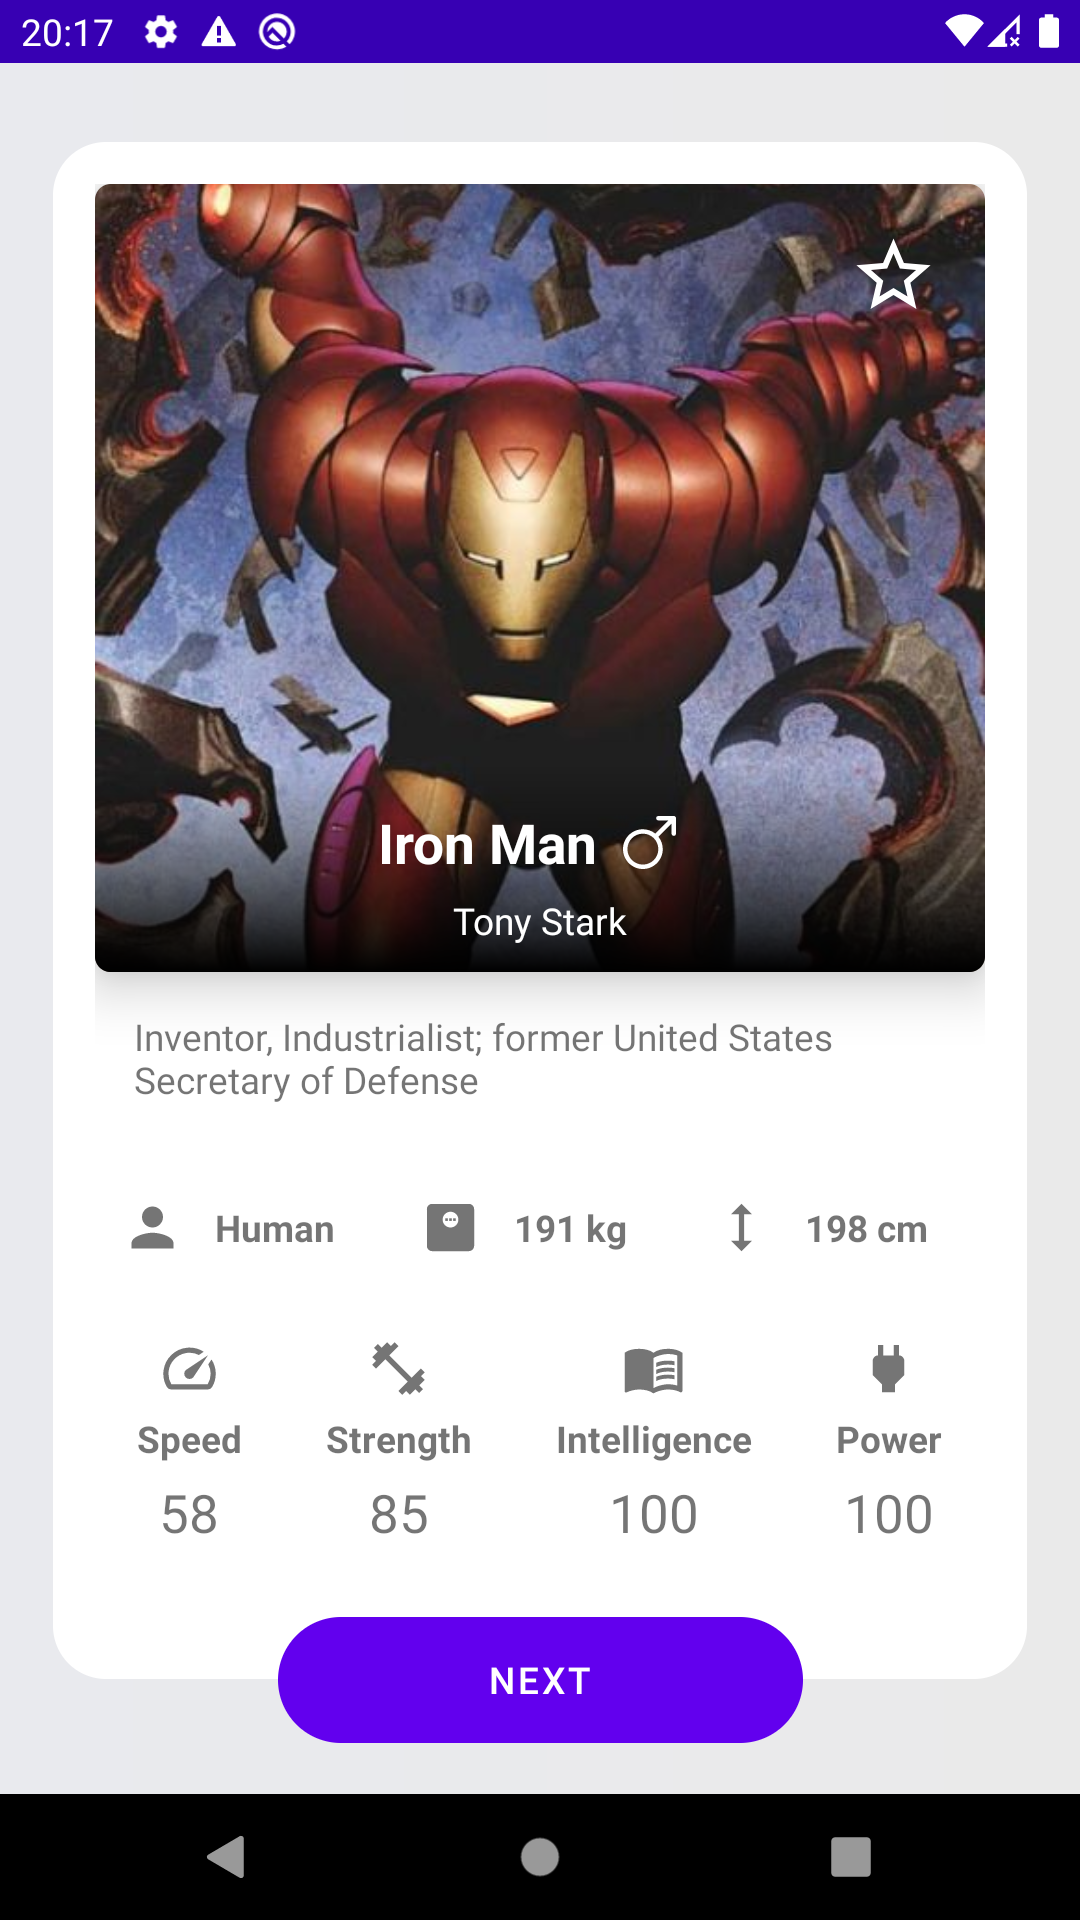 20:17
Iron Man
Tony Stark
Inventor, Industrialist; former United States
Secretary of Defense
Human 191 kg 198 cm
Speed Strength Intelligence Power
58 85 100 100
NEXT